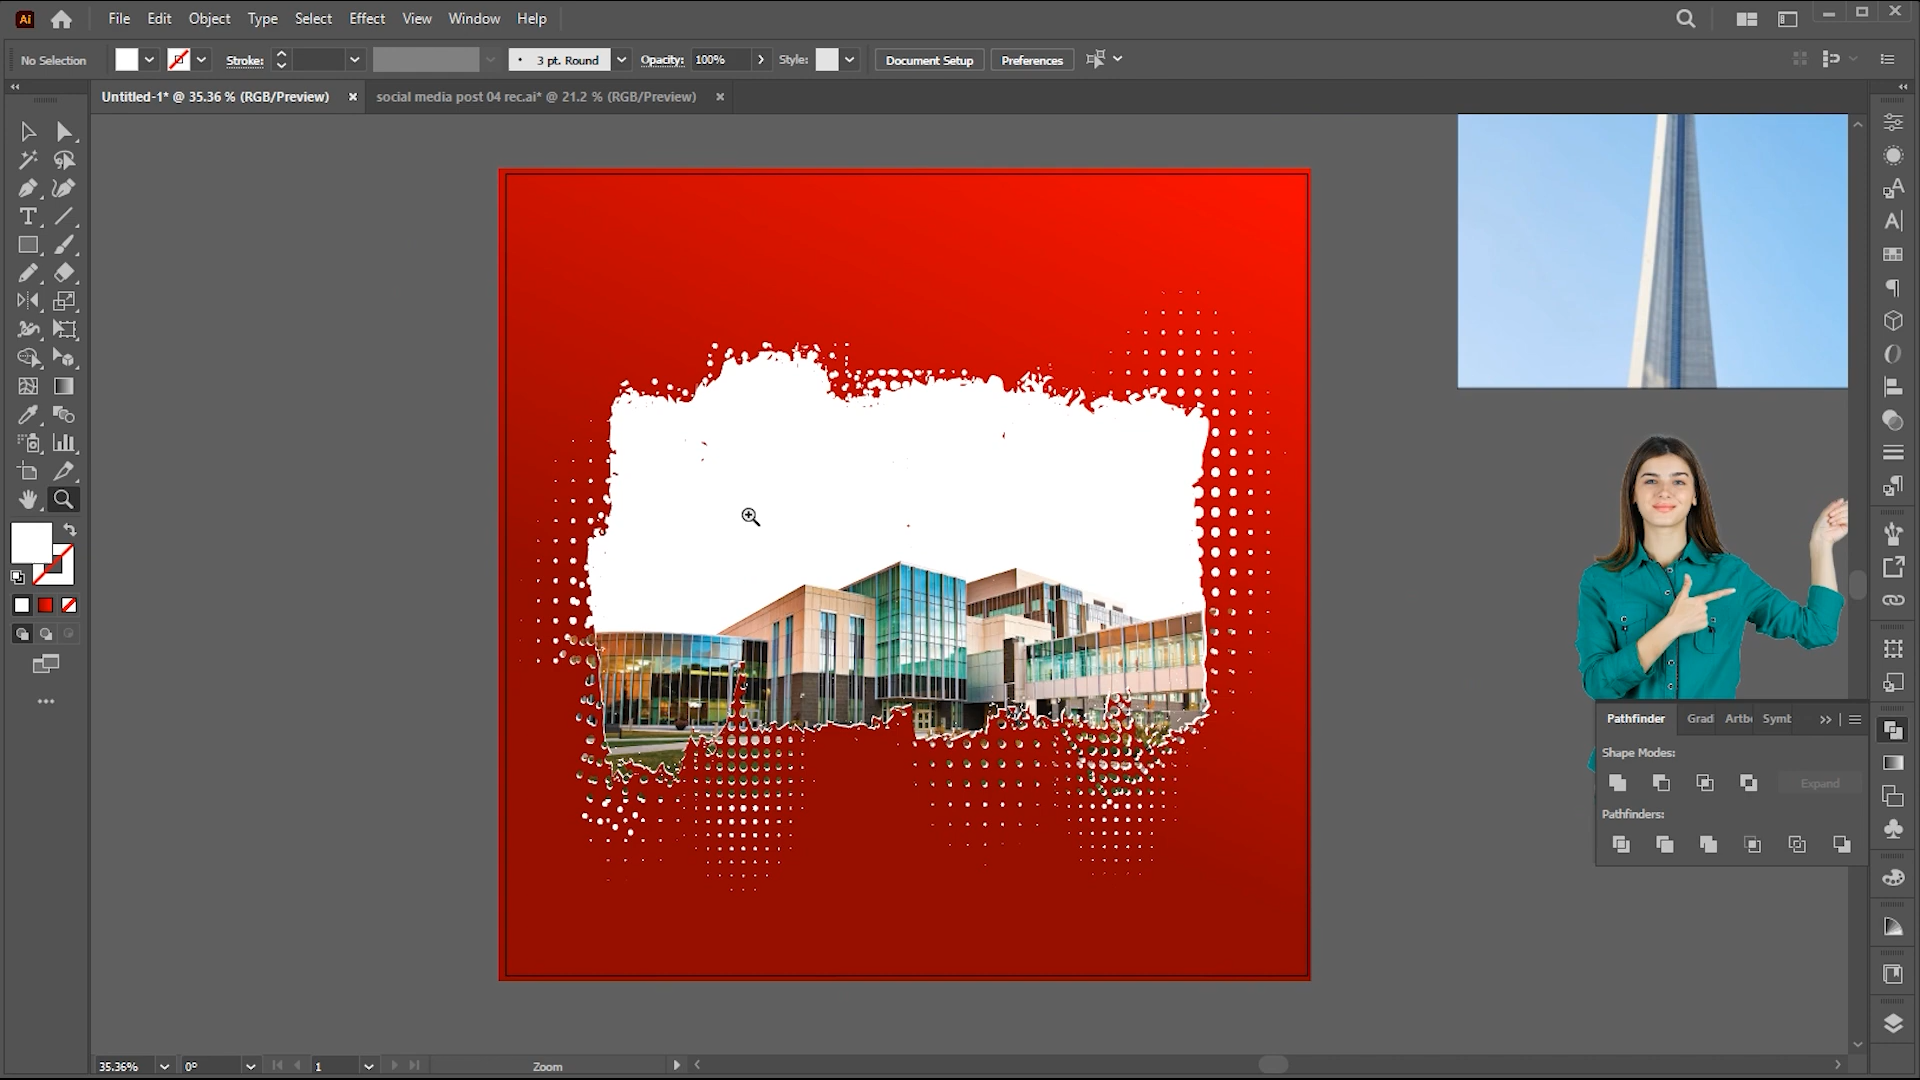 Ai File Edit Object Type Select Effect View Window Help
No Selection Stroke: 3 pt. Round Opacity: 100% Style: Document Setup Preferences
Untitled-1* @ 35.36 % (RGB/Preview) × social media post 04 rec.ai* @ 21.2 % (RGB/Preview) ×
Pathfinder Grad Artb Symb
Shape Modes:
Expand
Pathfinders:
35.36% 0° 1 Zoom